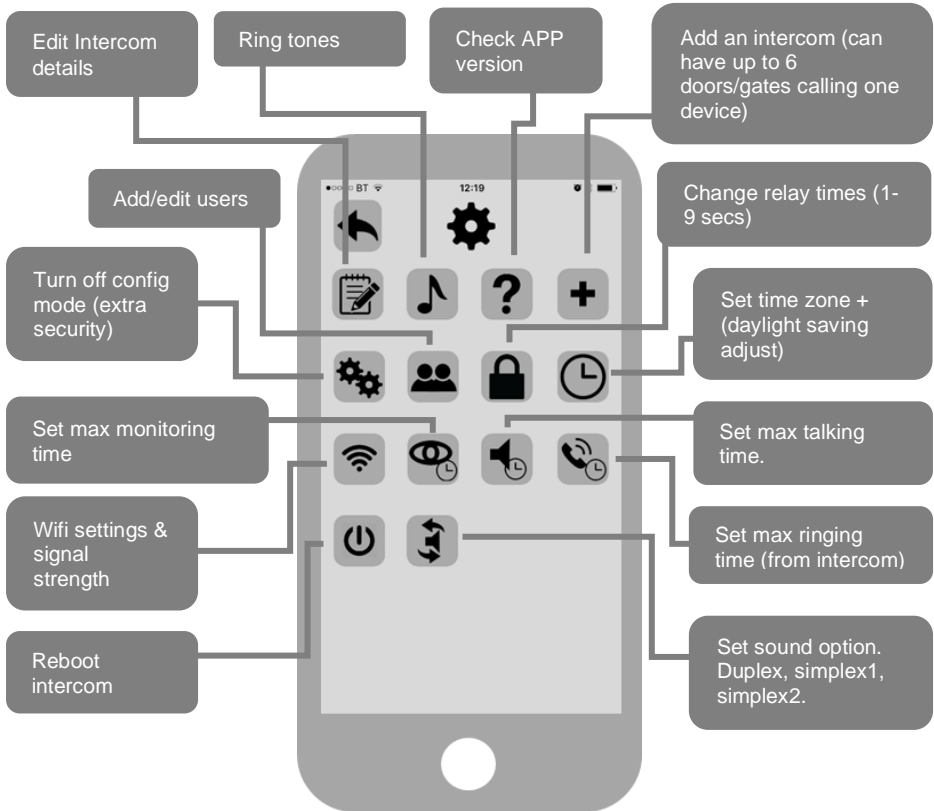 Edit Intercom
details
Ring tones
Check APP
version
Add an intercom (can
have up to 6
doors/gates calling one
device)
Add/edit users
BT
12:19
Change relay times (1-
9 secs)
Turn off config
mode (extra
security)
?
+
Set time zone +
(daylight saving
adjust)
Set max monitoring
time
Set max talking
time.
Wifi settings &
signal
strength
Set max ringing
time (from intercom)
Reboot
intercom
Set sound option.
Duplex, simplex1,
simplex2.